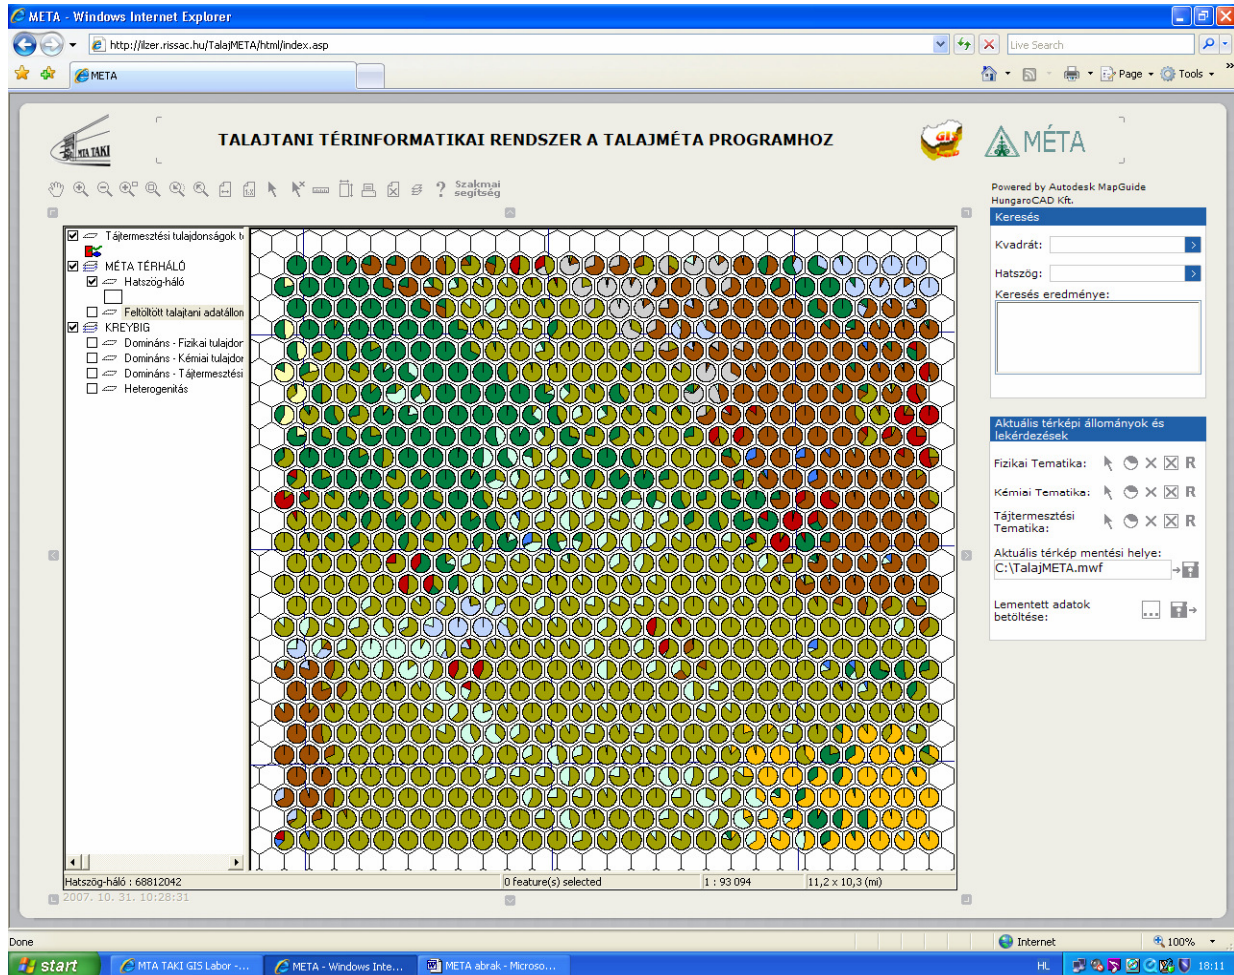 META - Windows Internet Explorer
http://ilzer.rissac.hu/TalajMETA/html/index.asp
Live Search
META
Page
Tools
»
MTA TAKI
TALAJTANI TÉRINFORMATIKAI RENDSZER A TALAJMÉTA PROGRAMHOZ
GIS
MÉTA
Szakmai
segítség
Powered by Autodesk MapGuide
HungaroCAD Kft.
Keresés
Kvadrát:
Hatszög:
Keresés eredménye:
Tájtermesztési tulajdonságok t
MÉTA TÉRHÁLÓ
Hatszög-háló
Feltöltött talajtani adatállon
KREYBIG
Domináns - Fizikai tulajdor
Domináns - Kémiai tulajdor
Domináns - Tájtermesztési
Heterogenitás
Aktuális térképi állományok és
lekérdezések
Fizikai Tematika: R
Kémiai Tematika: R
Tájtermesztési
Tematika: R
Aktuális térkép mentési helye:
C:\TalajMETA.mwf
Lementett adatok
betöltése: ...
Hatszög-háló : 68812042
0 feature(s) selected
1 : 93 094
11,2 x 10,3 (mi)
2007. 10. 31. 10:28:31
Done
Internet
100%
start
MTA TAKI GIS Labor -...
META - Windows Inte...
META abrak - Microso...
HL
18:11